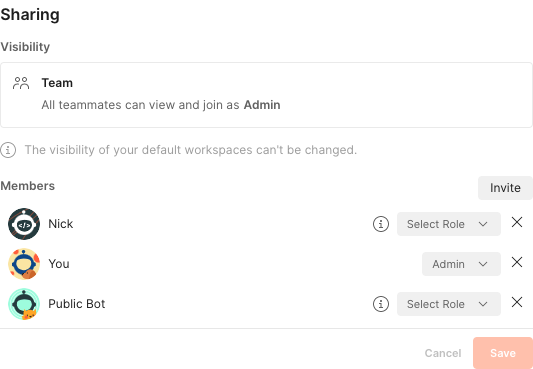 Sharing
Visibility
Team
All teammates can view and join as Admin
The visibility of your default workspaces can't be changed.
Members
Invite
</> Nick Select Role
You Admin
Public Bot Select Role
Cancel Save